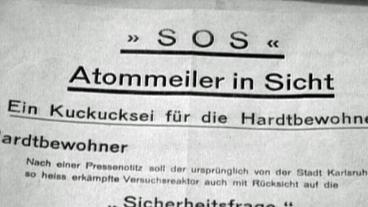 » S O S «
Atommeiler in Sicht
Ein Kuckucksei für die Hardtbewohne
ardtbewohner
Nach einer Pressenotitz soll der ursprünglich von der Stadt Karlsruh
so heiss erkämpfte Versuchsreaktor auch mit Rücksicht auf die
„ Sicherheitsfrage "